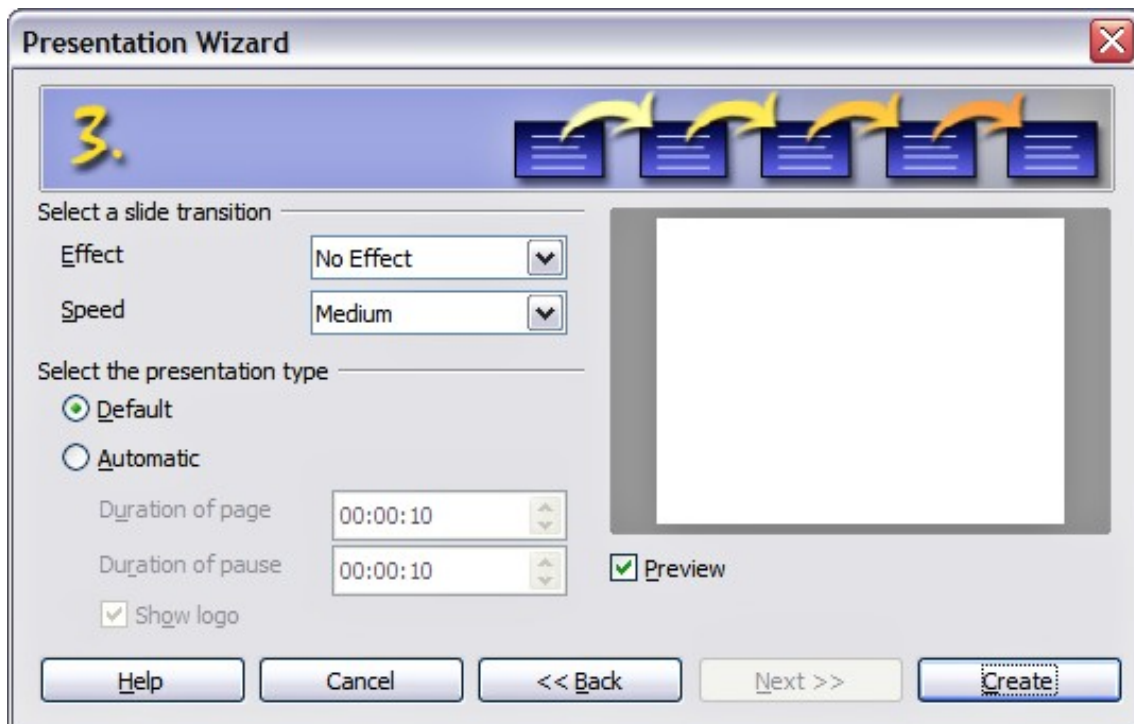 Presentation Wizard
3.
Select a slide transition
Effect No Effect
Speed Medium
Select the presentation type
Default
Automatic
Duration of page 00:00:10
Duration of pause 00:00:10
Preview
Show logo
Help Cancel << Back Next >> Create